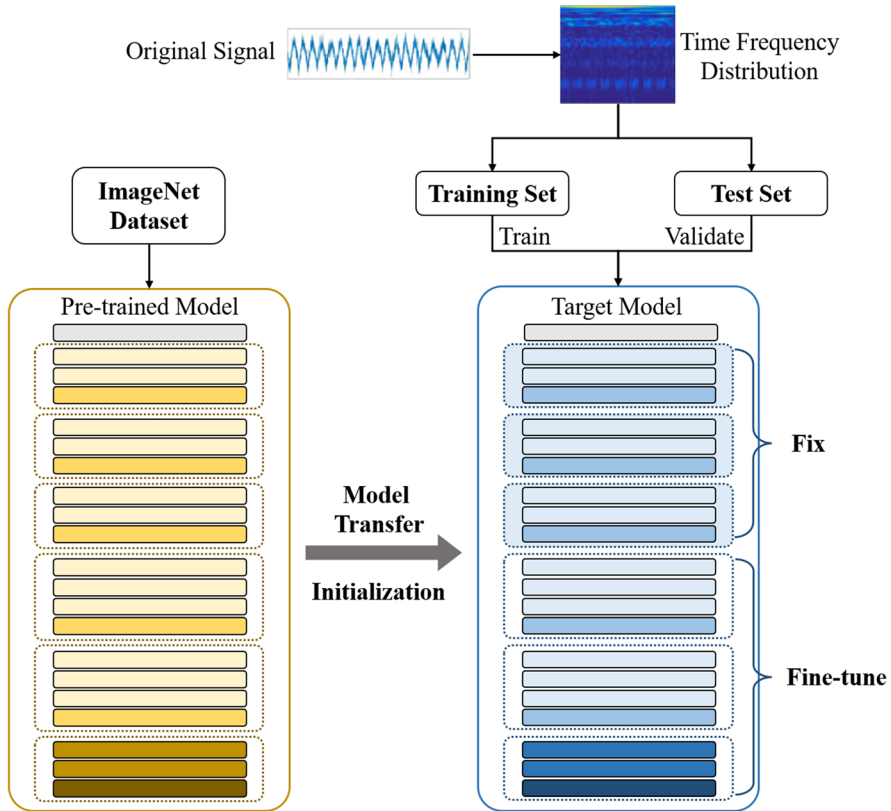 Original Signal
Time Frequency
Distribution
ImageNet
Dataset
Training Set
Test Set
Train
Validate
Pre-trained Model
Target Model
Fix
Model
Transfer
Initialization
Fine-tune